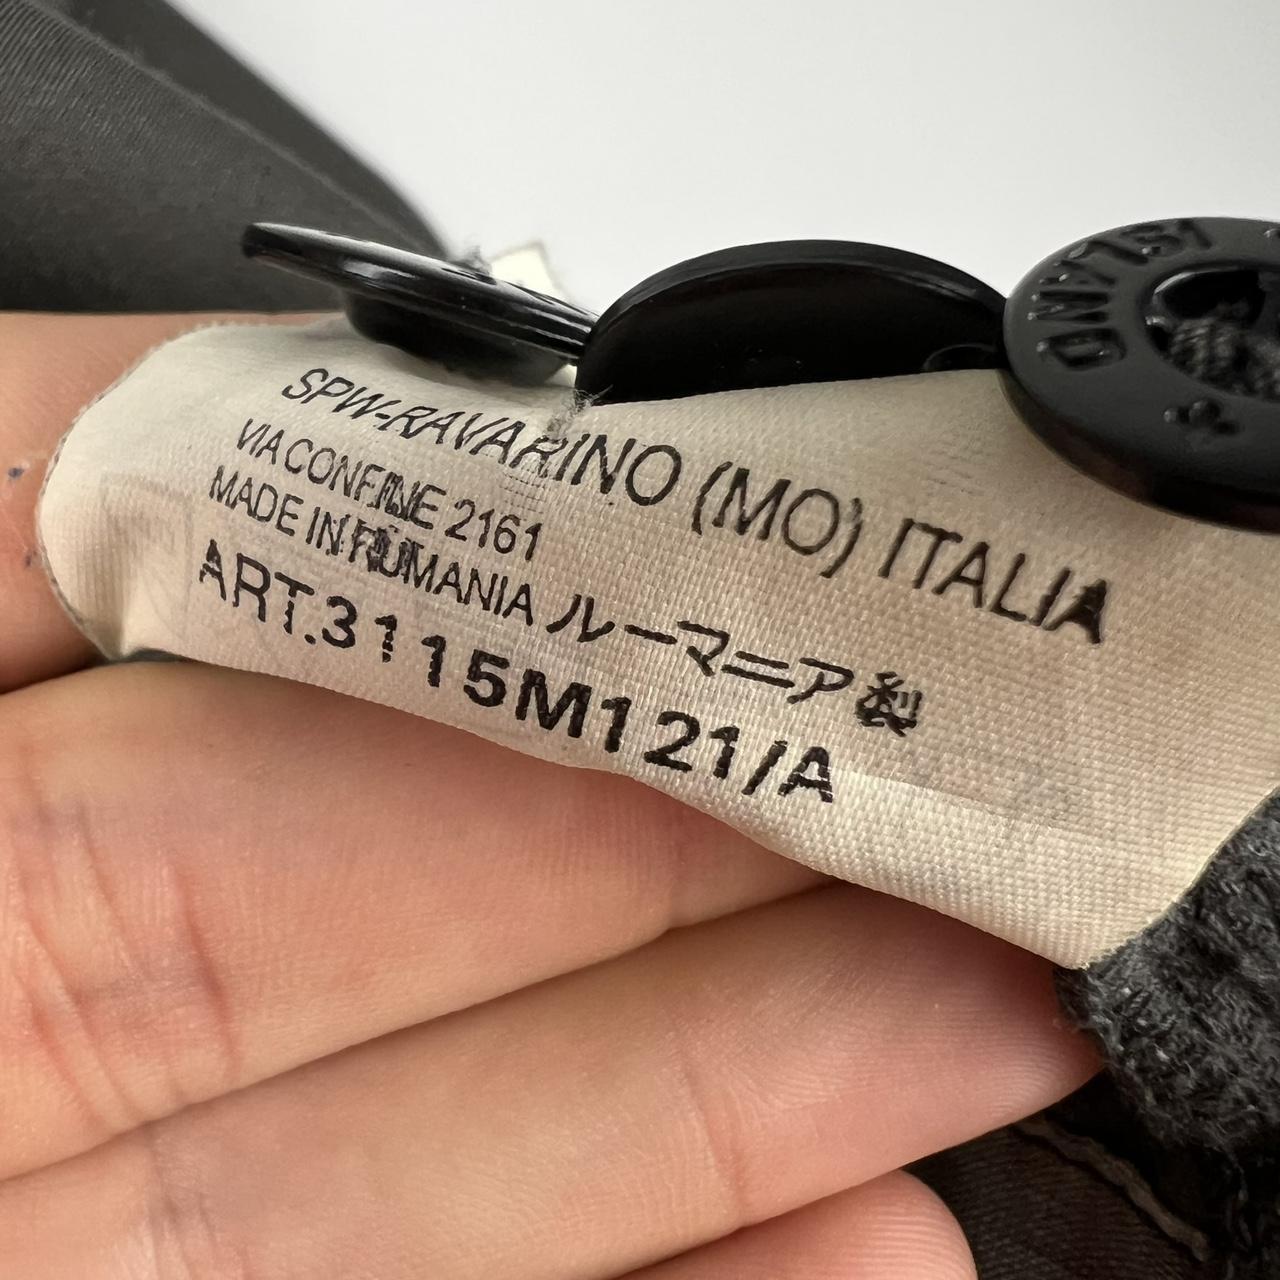 SPW-RAVARINO (MO) ITALIA
VIA CONFINE 2161
MADE IN RUMANIA ルーマニア製
ART.3115M121/A
ISLAND